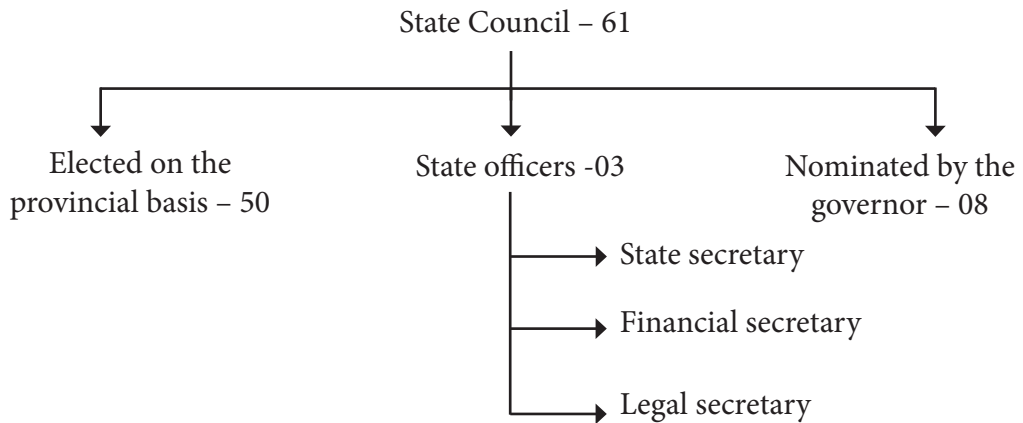 State Council – 61
Elected on the
provincial basis – 50
State officers -03
Nominated by the
governor – 08
State secretary
Financial secretary
Legal secretary